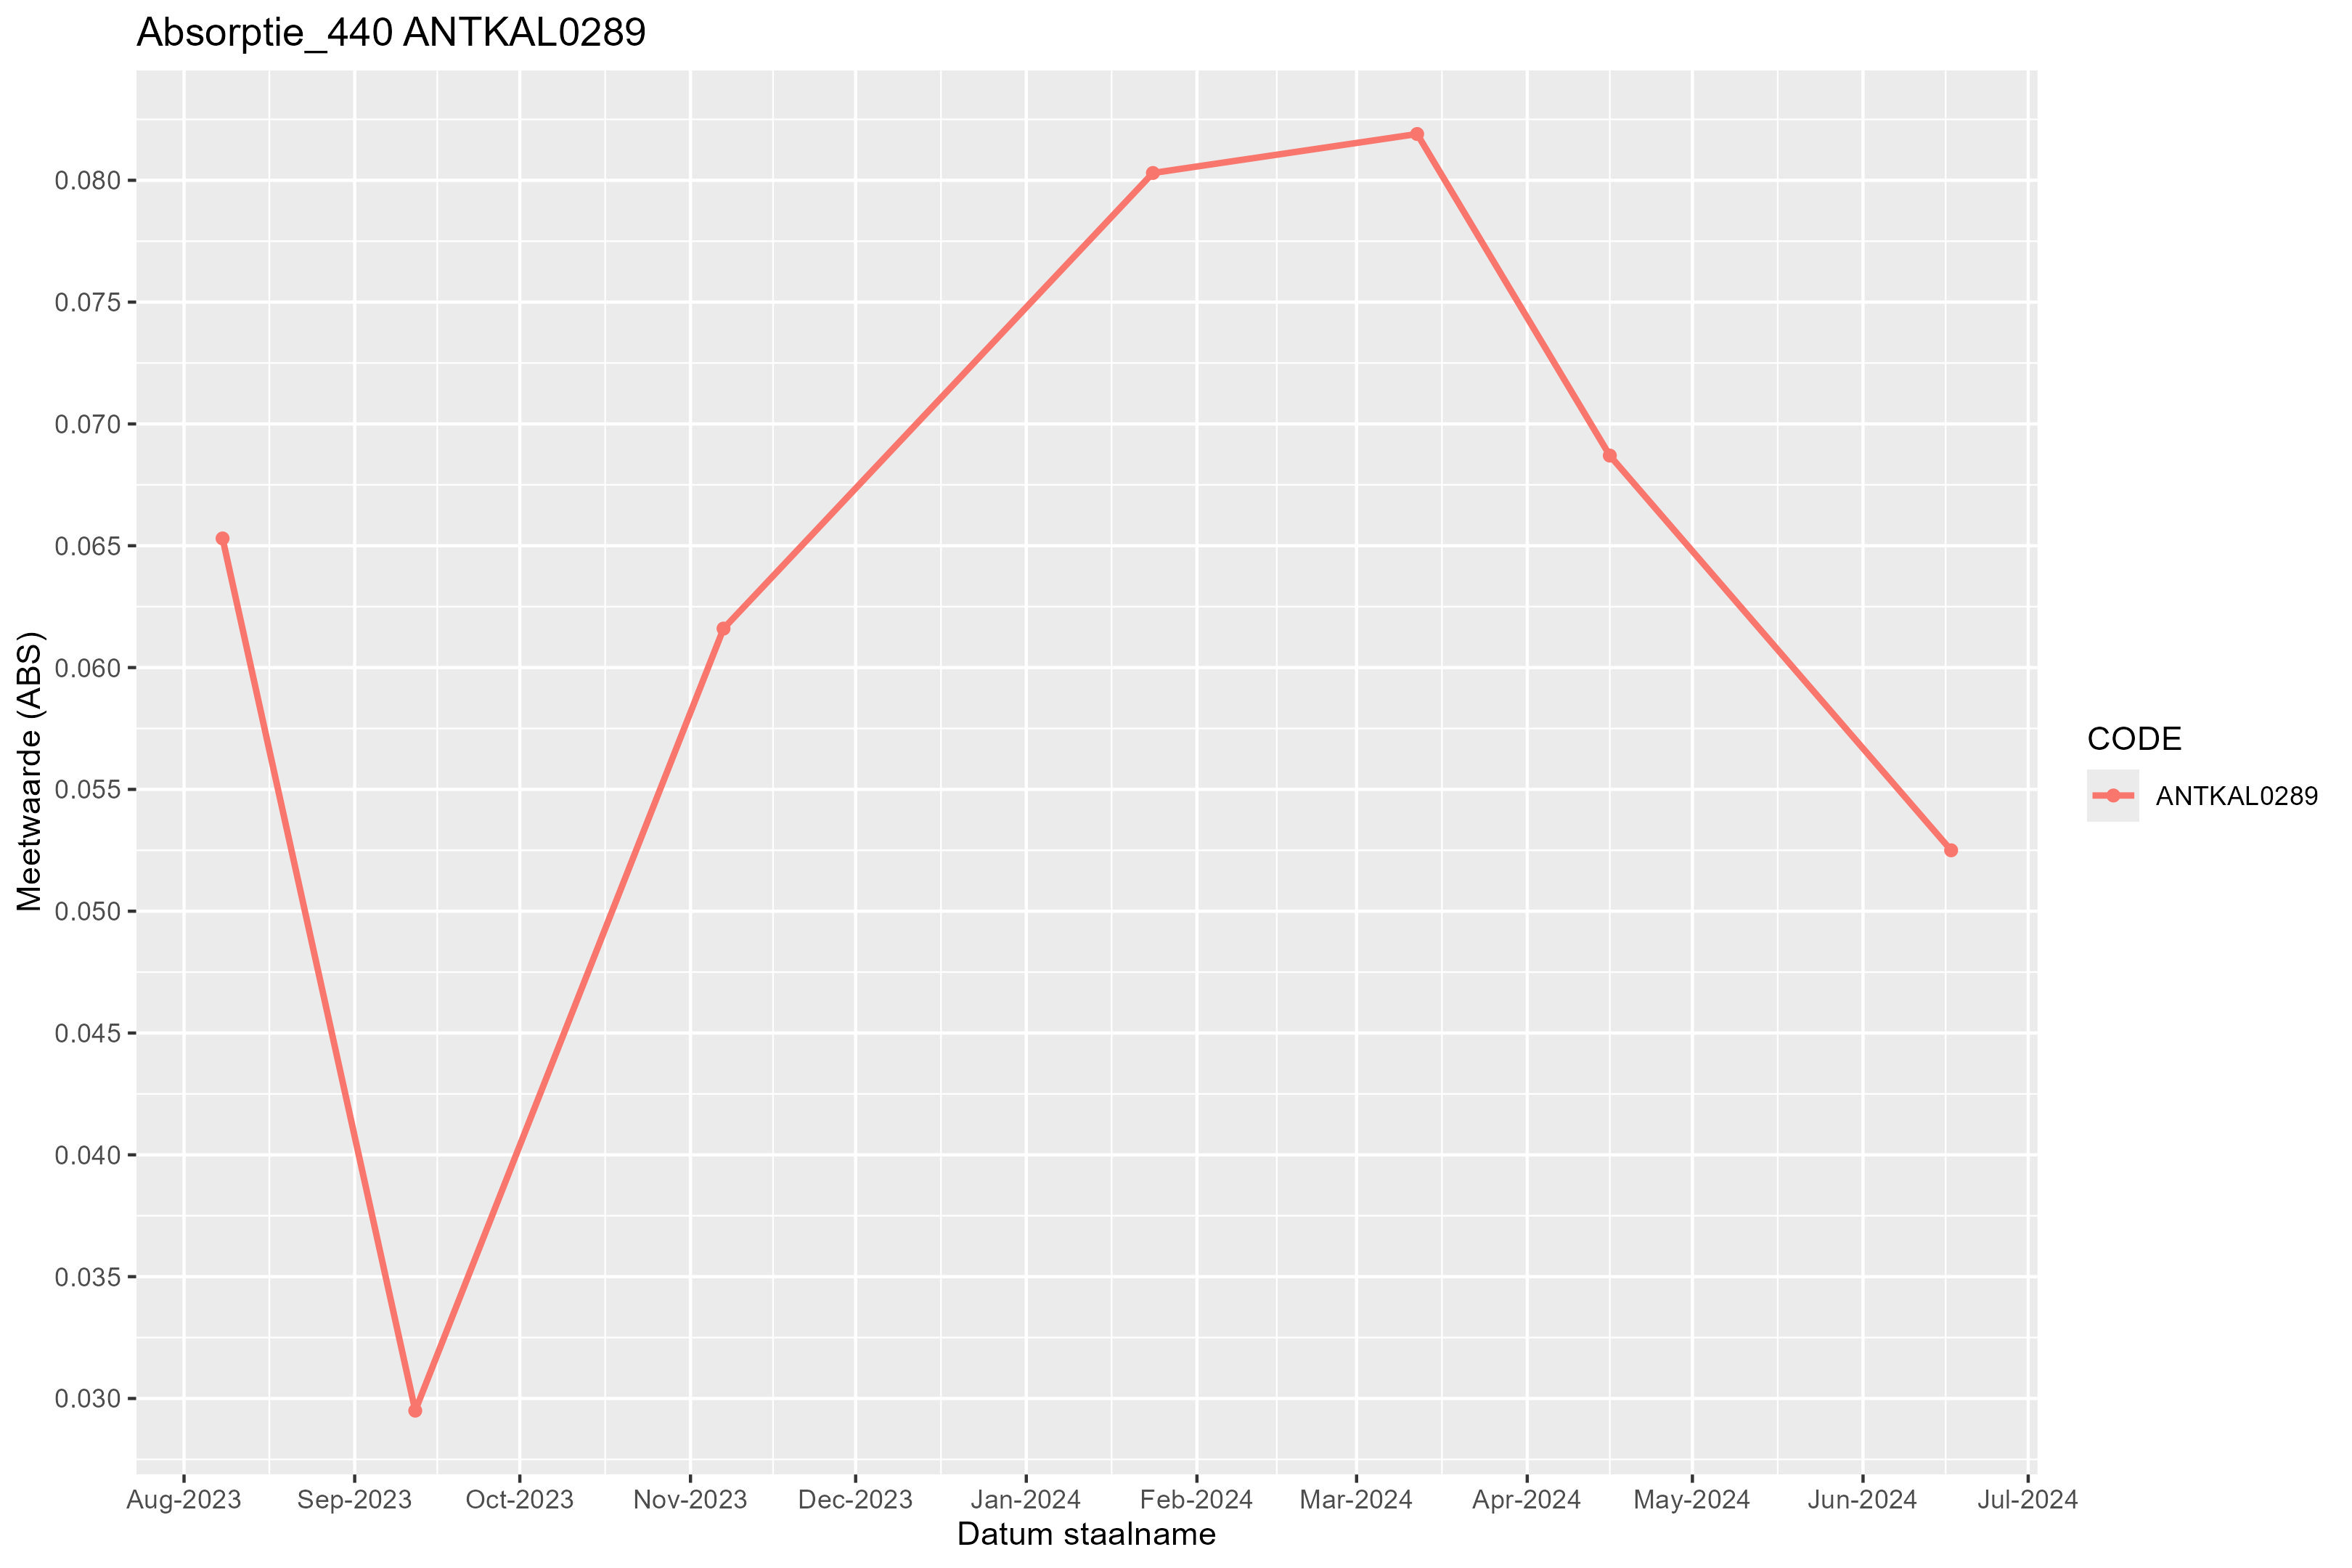 Absorptie_440 ANTKAL0289
Meetwaarde (ABS)
0.080
0.075
0.070
0.065
0.060
0.055
0.050
0.045
0.040
0.035
0.030
Aug-2023 Sep-2023 Oct-2023 Nov-2023 Dec-2023 Jan-2024 Feb-2024 Mar-2024 Apr-2024 May-2024 Jun-2024 Jul-2024
Datum staalname
CODE
ANTKAL0289